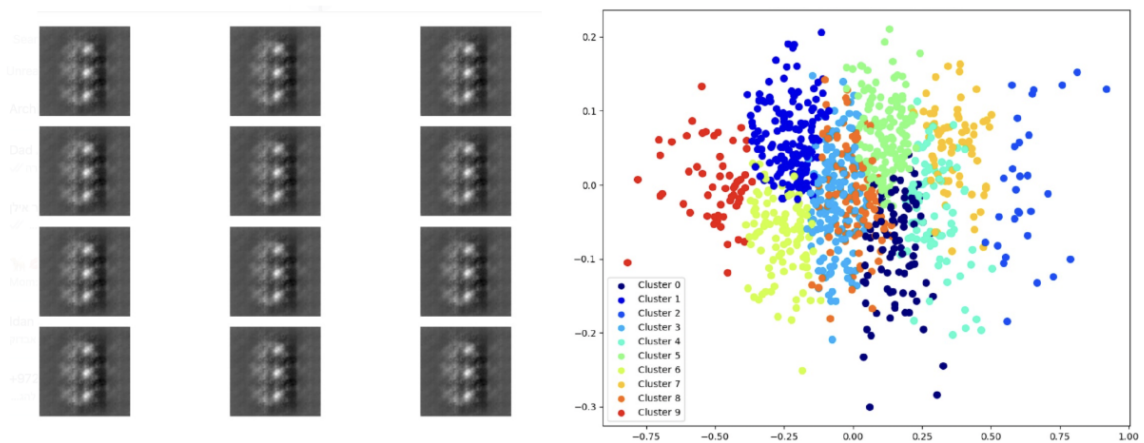 0.2
0.1
0.0
−0.1
−0.2
−0.3
Cluster 0
Cluster 1
Cluster 2
Cluster 3
Cluster 4
Cluster 5
Cluster 6
Cluster 7
Cluster 8
Cluster 9
−0.75 −0.50 −0.25 0.00 0.25 0.50 0.75 1.00